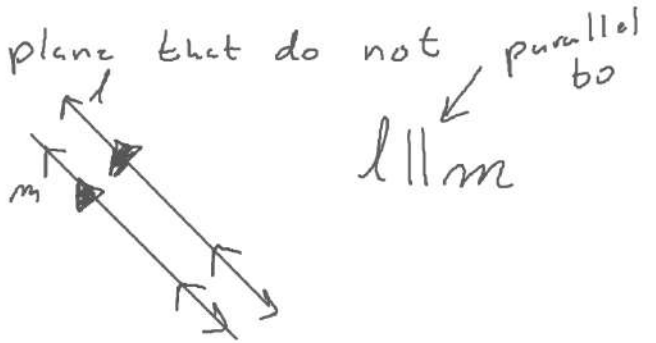 plane that do not
parallel
to
l
l || m
m